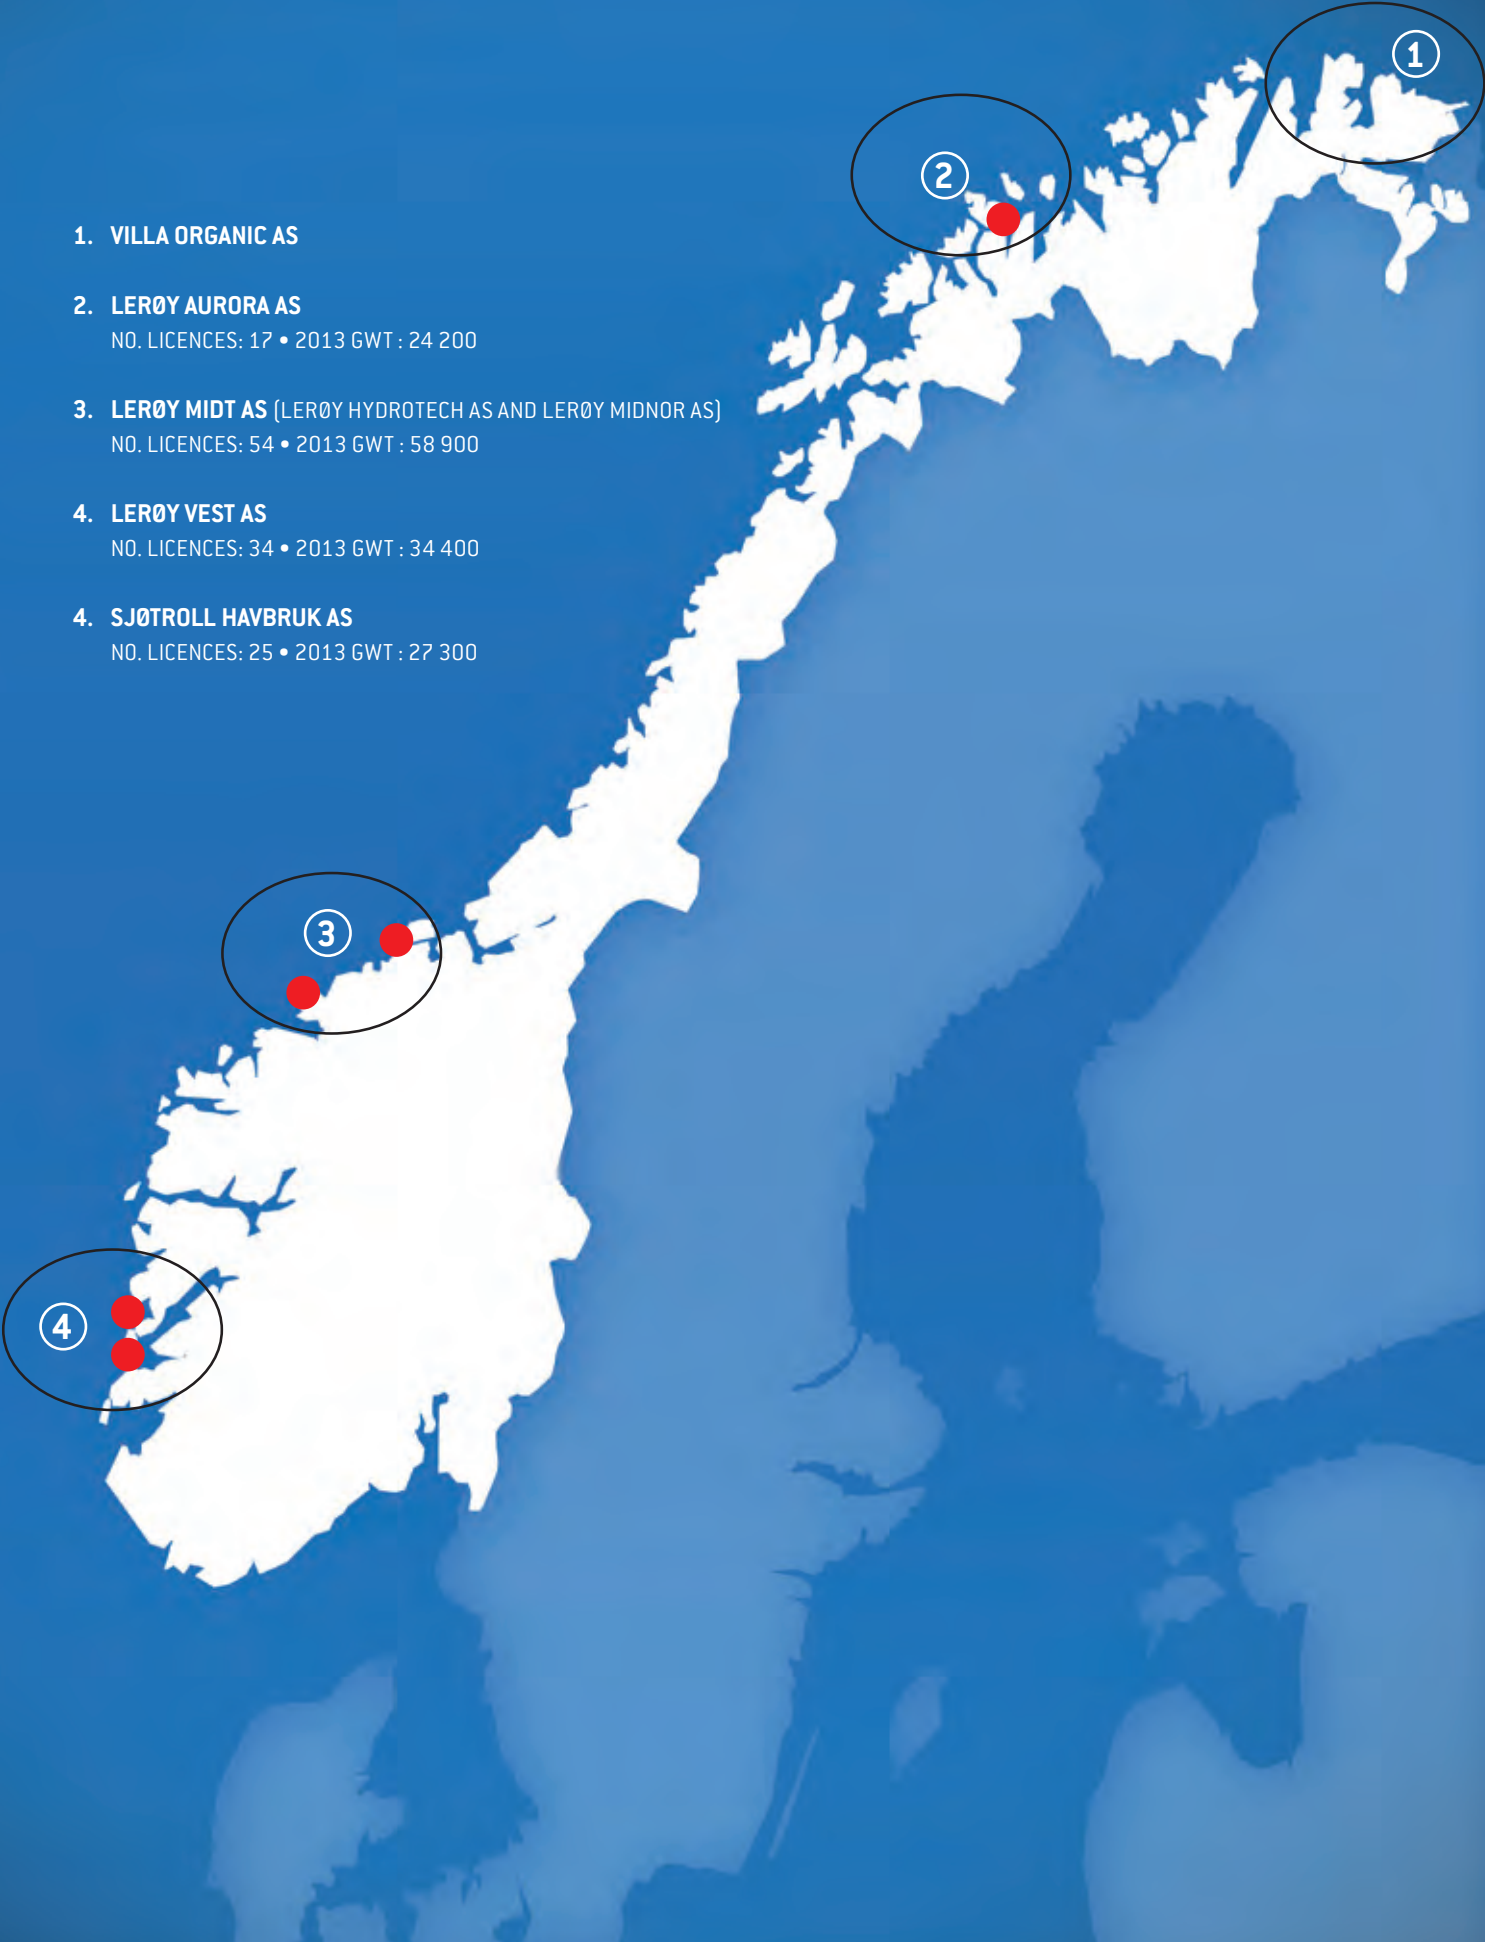 1. VILLA ORGANIC AS
2. LERØY AURORA AS
NO. LICENCES: 17 • 2013 GWT : 24 200
3. LERØY MIDT AS (LERØY HYDROTECH AS AND LERØY MIDNOR AS)
NO. LICENCES: 54 • 2013 GWT : 58 900
4. LERØY VEST AS
NO. LICENCES: 34 • 2013 GWT : 34 400
4. SJØTROLL HAVBRUK AS
NO. LICENCES: 25 • 2013 GWT : 27 300
1
2
3
4